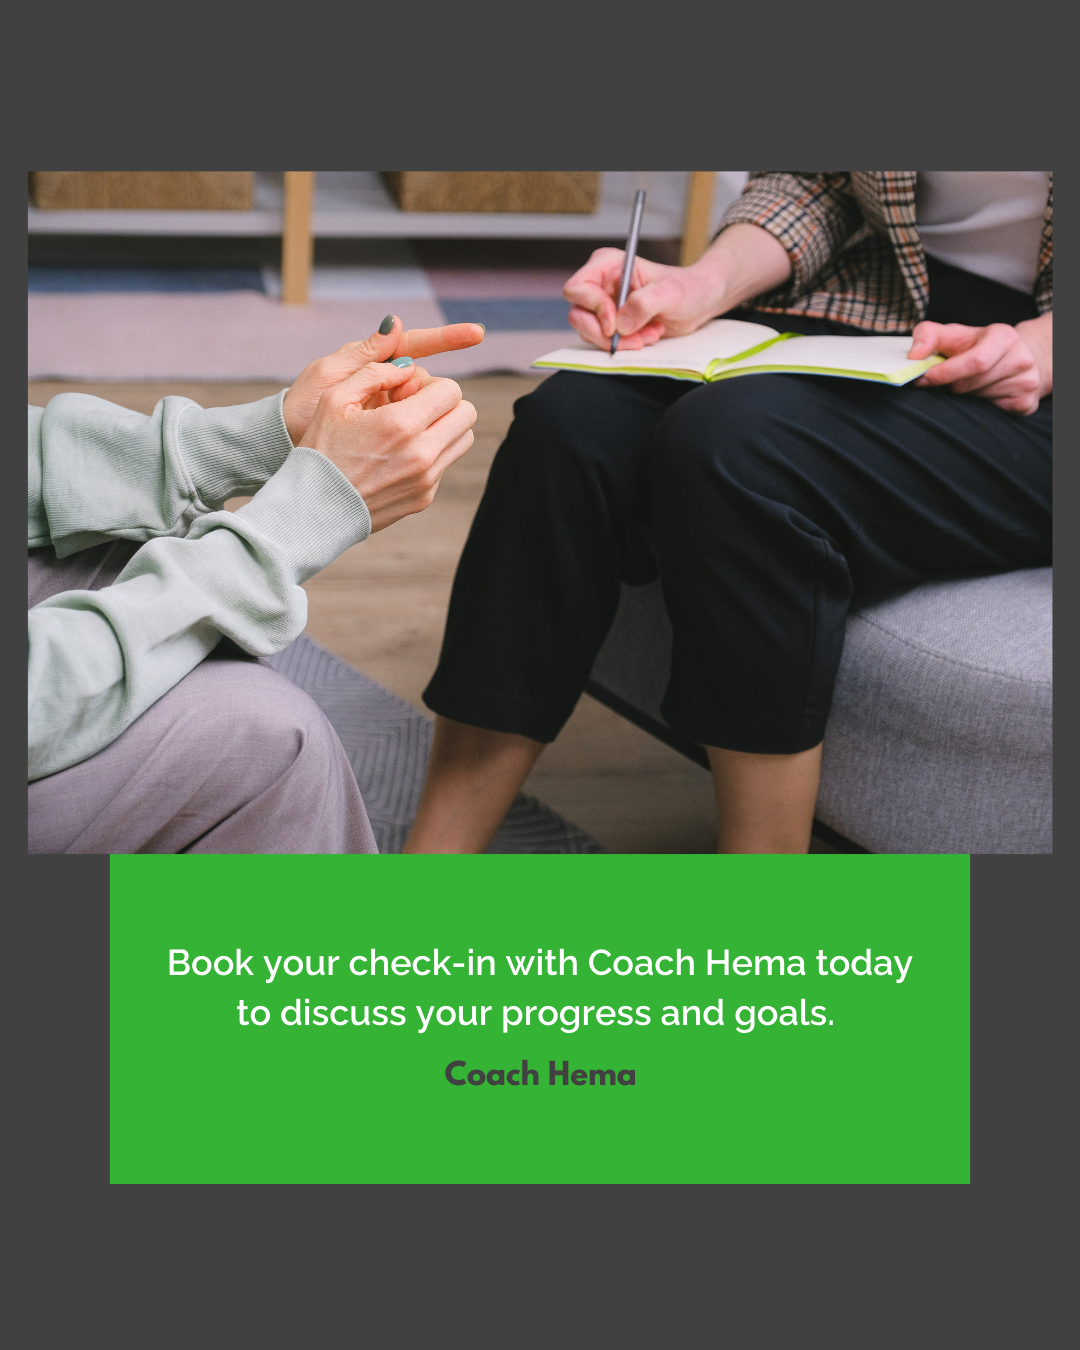 Book your check-in with Coach Hema today
to discuss your progress and goals.
Coach Hema